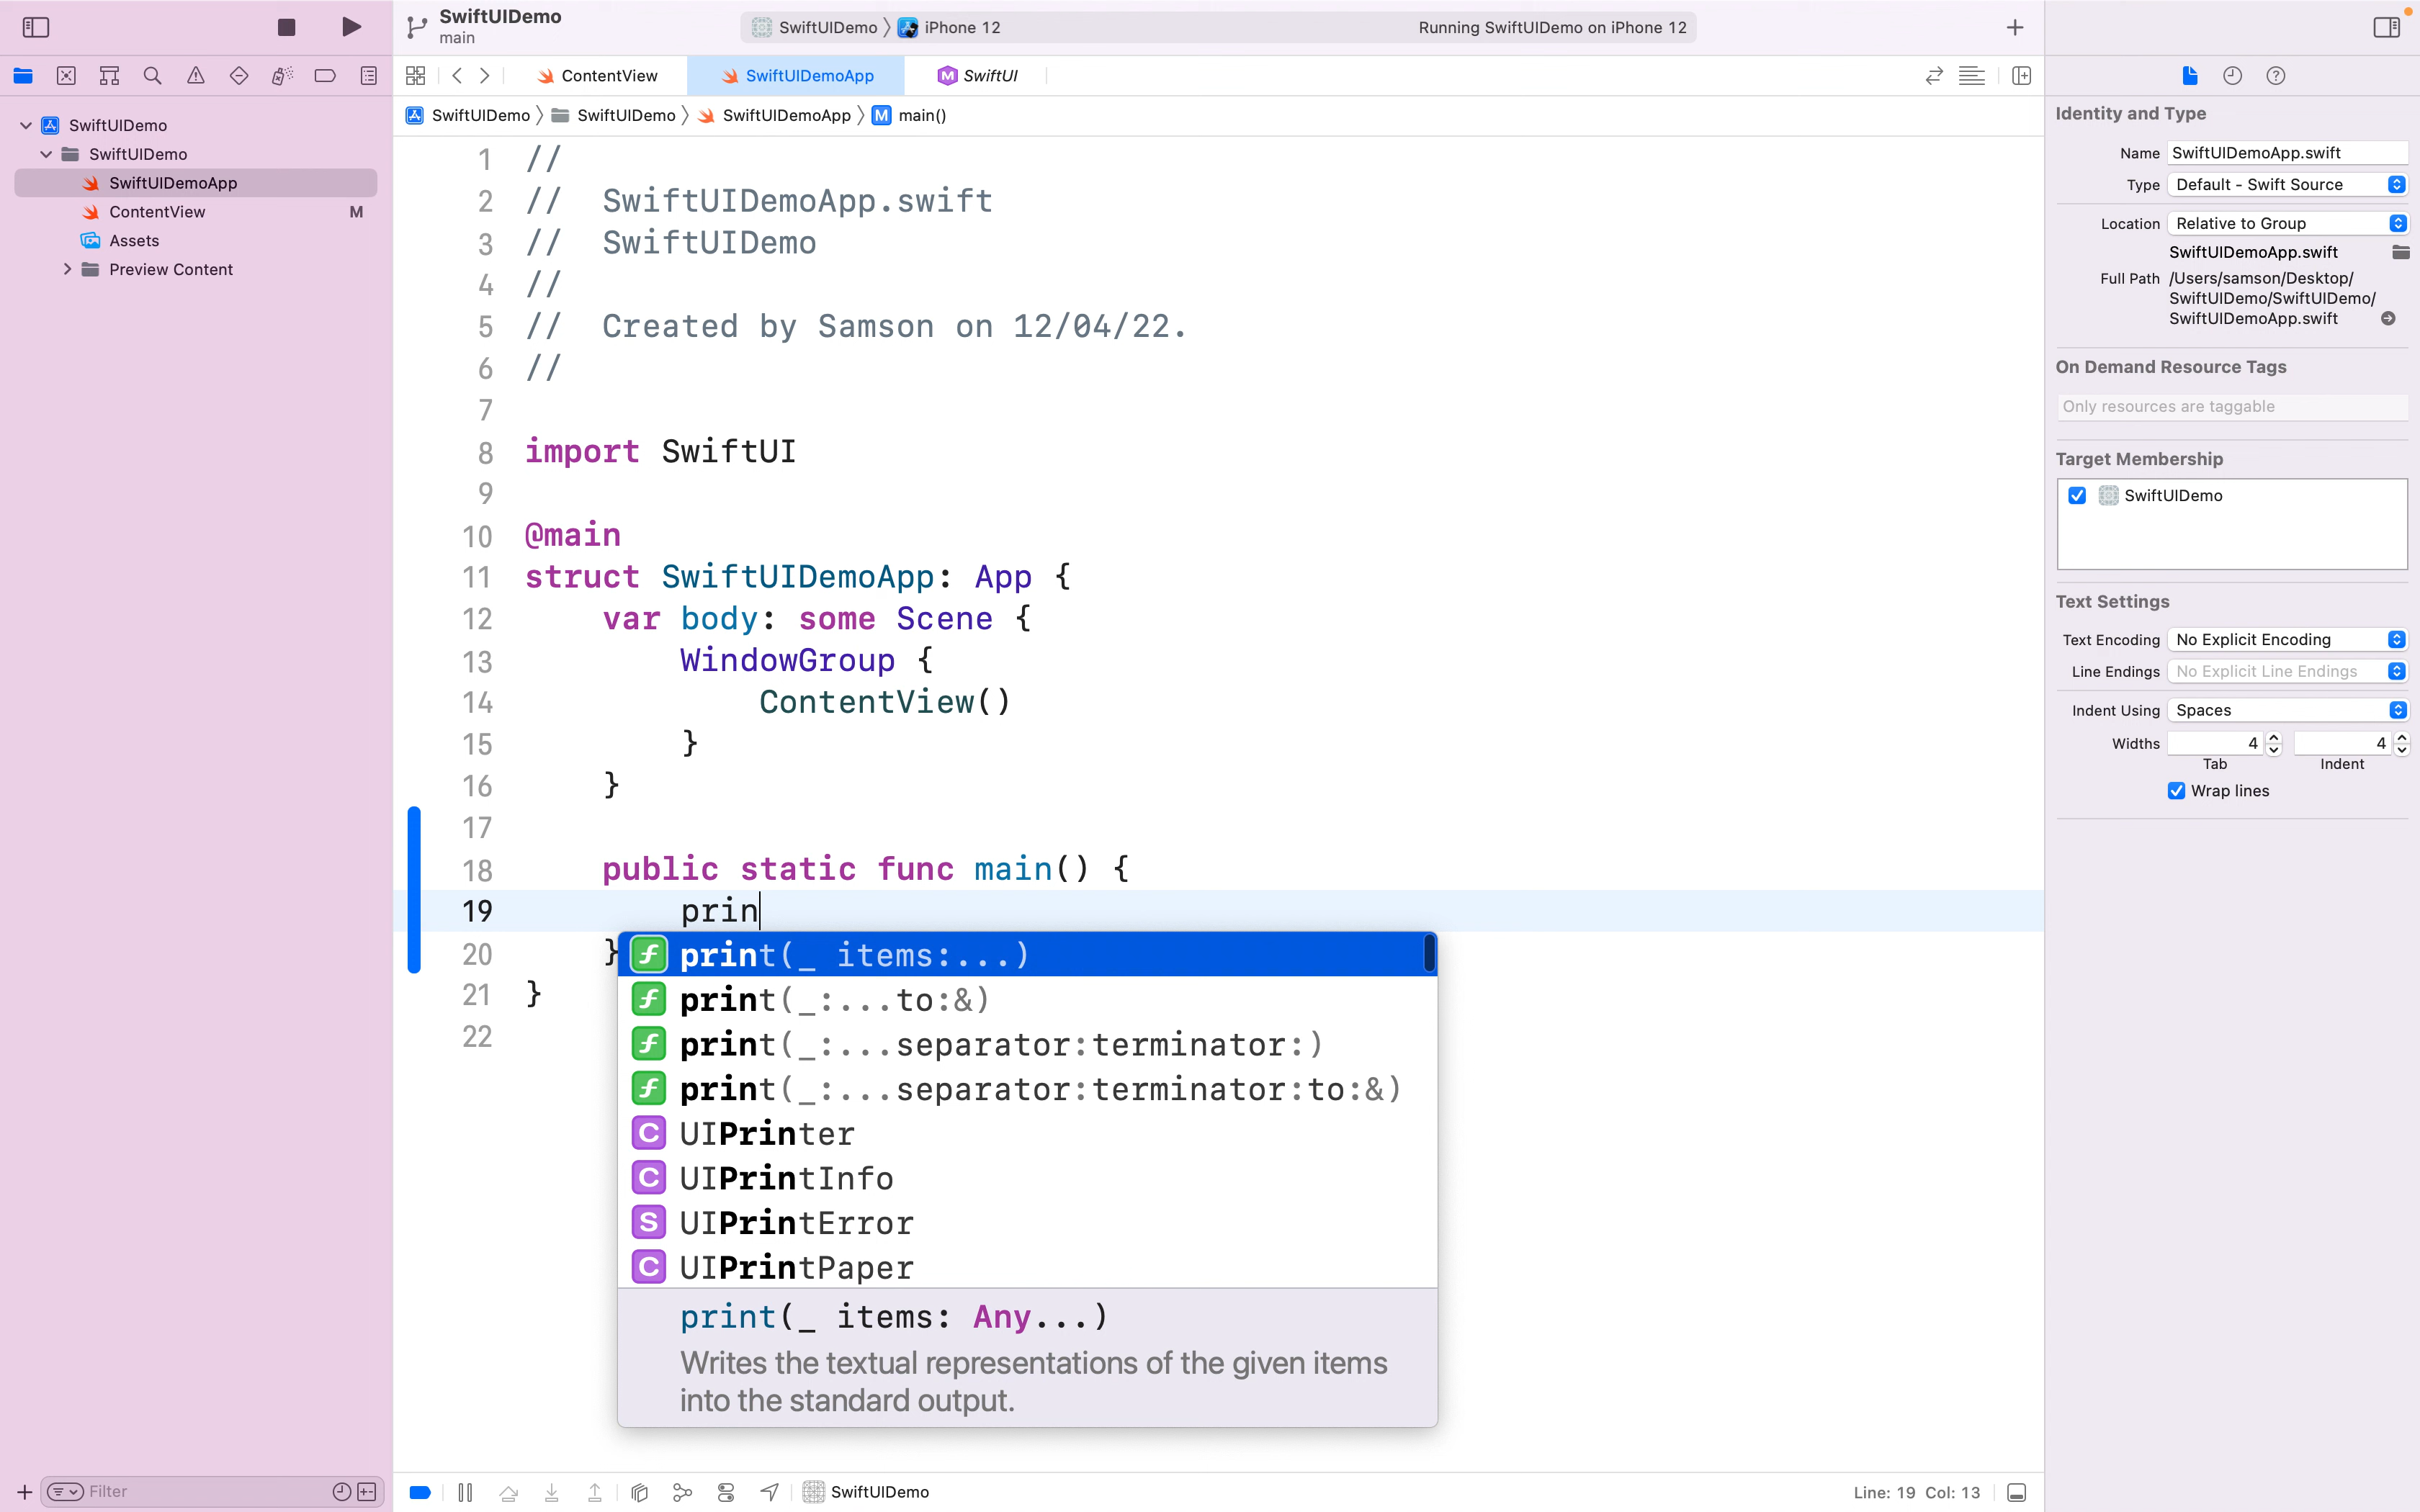 SwiftUIDemo
main
SwiftUIDemo
iPhone 12
Running SwiftUIDemo on iPhone 12
ContentView
SwiftUIDemoApp
SwiftUI
SwiftUIDemo
SwiftUIDemo
SwiftUIDemoApp
M main()
SwiftUIDemo
SwiftUIDemo
SwiftUIDemoApp
ContentView M
Assets
Preview Content
1 //
2 //  SwiftUIDemoApp.swift
3 //  SwiftUIDemo
4 //
5 //  Created by Samson on 12/04/22.
6 //
7
8 import SwiftUI
9
10 @main
11 struct SwiftUIDemoApp: App {
12     var body: some Scene {
13         WindowGroup {
14             ContentView()
15         }
16     }
17
18     public static func main() {
19         prin
20     }
21 }
22
print(_ items:...)
print(_:...to:&)
print(_:...separator:terminator:)
print(_:...separator:terminator:to:&)
C UIPrinter
C UIPrintInfo
S UIPrintError
C UIPrintPaper
print(_ items: Any...)
Writes the textual representations of the given items
into the standard output.
Identity and Type
Name SwiftUIDemoApp.swift
Type Default - Swift Source
Location Relative to Group
SwiftUIDemoApp.swift
Full Path /Users/samson/Desktop/
SwiftUIDemo/SwiftUIDemo/
SwiftUIDemoApp.swift
On Demand Resource Tags
Only resources are taggable
Target Membership
SwiftUIDemo
Text Settings
Text Encoding No Explicit Encoding
Line Endings No Explicit Line Endings
Indent Using Spaces
Widths 4 4
Tab Indent
Wrap lines
Filter
SwiftUIDemo
Line: 19 Col: 13